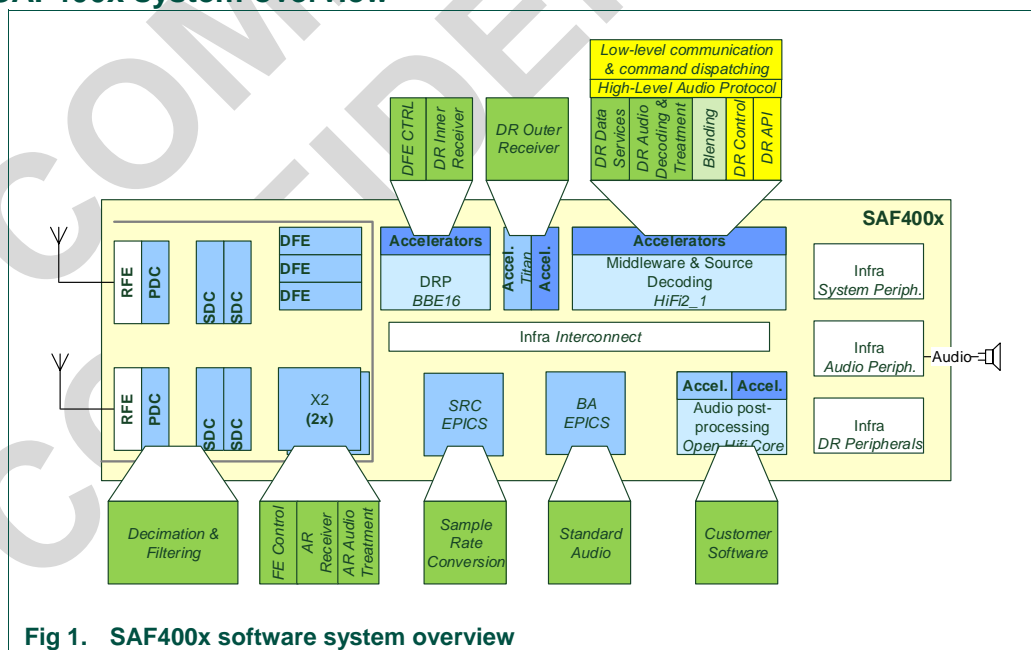 SAF400x system overview
COM
FIDE
CO
Low-level communication
& command dispatching
High-Level Audio Protocol
DFE CTRL
DR Inner
Receiver
DR Outer
Receiver
DR Data
Services
DR Audio
Decoding &
Treatment
Blending
DR Control
DR API
SAF400x
RFE
PDC
SDC
SDC
DFE
DFE
DFE
Accelerators
DRP
BBE16
Accel.
Titan
Accel.
Accelerators
Middleware & Source
Decoding
HiFi2_1
Infra
System Periph.
Infra Interconnect
Infra
Audio Periph.
Audio
RFE
PDC
SDC
SDC
X2
(2x)
SRC
EPICS
BA
EPICS
Accel.
Accel.
Audio post-
processing
Open Hifi Core
Infra
DR Peripherals
Decimation &
Filtering
FE Control
AR
Receiver
AR Audio
Treatment
Sample
Rate
Conversion
Standard
Audio
Customer
Software
Fig 1. SAF400x software system overview